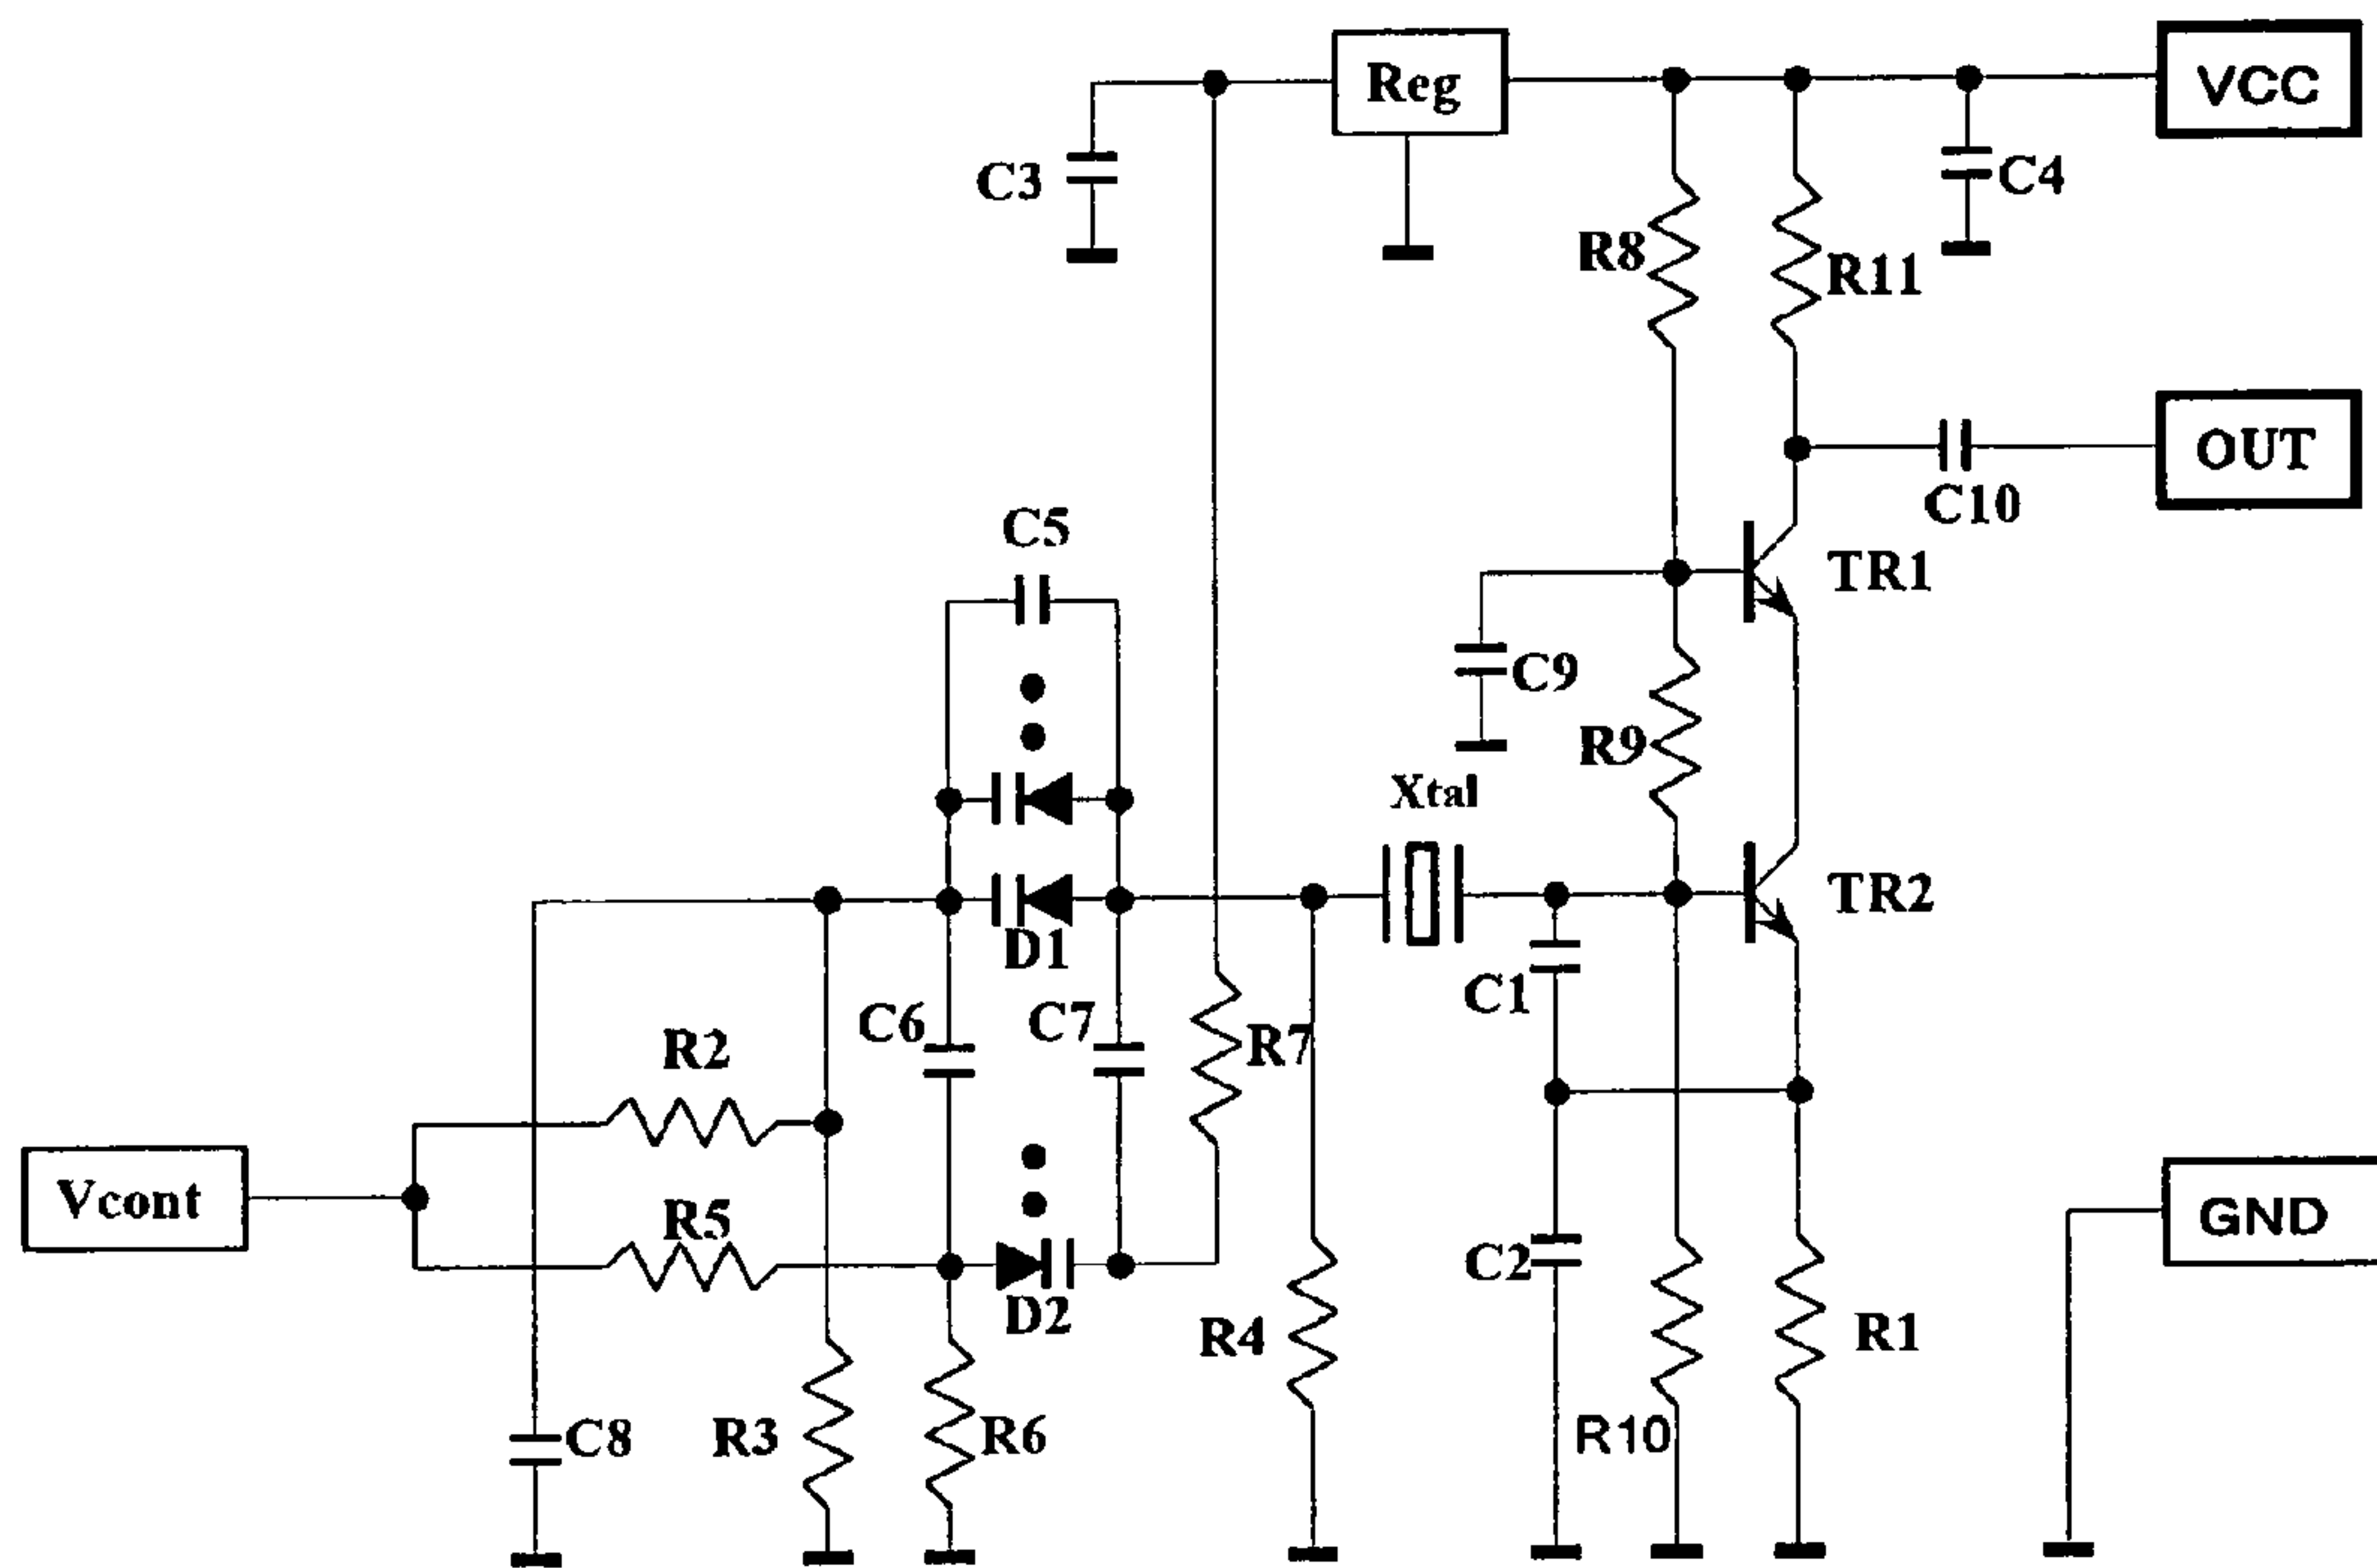 Reg
VCC
C3
C4
R8
R11
OUT
C10
C5
TR1
C9
R9
Xtal
TR2
D1
C1
C6
C7
R2
R7
Vcont
R5
GND
C2
D2
R4
R1
C8
R3
R6
R10